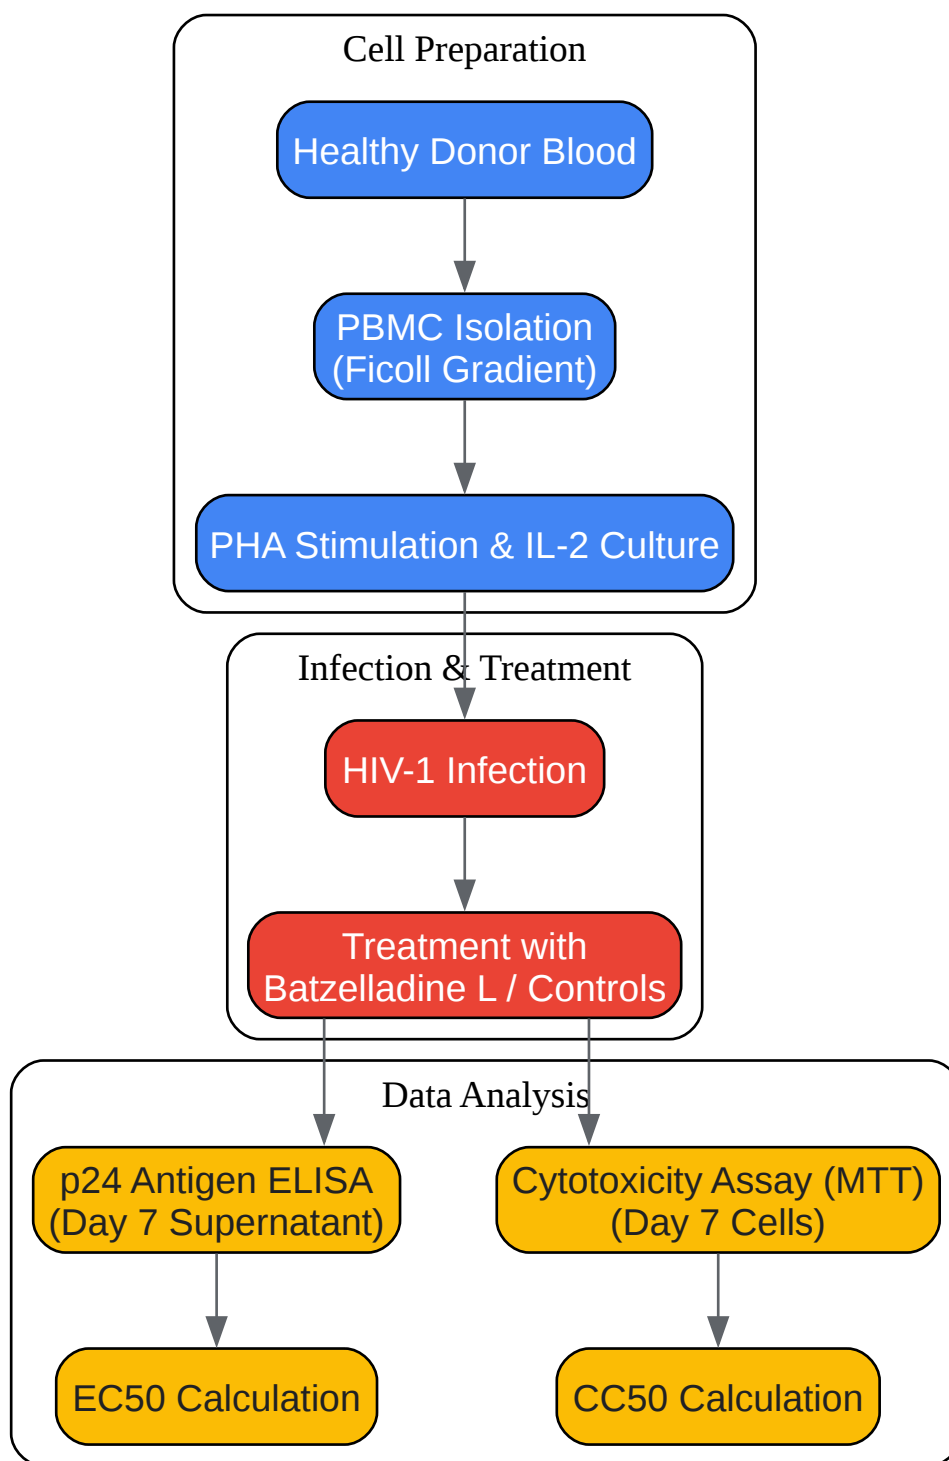 Cell Preparation
Healthy Donor Blood
PBMC Isolation
(Ficoll Gradient)
PHA Stimulation & IL-2 Culture
Infection & Treatment
HIV-1 Infection
Treatment with
Batzelladine L / Controls
Data Analysis
p24 Antigen ELISA
(Day 7 Supernatant)
Cytotoxicity Assay (MTT)
(Day 7 Cells)
EC50 Calculation
CC50 Calculation